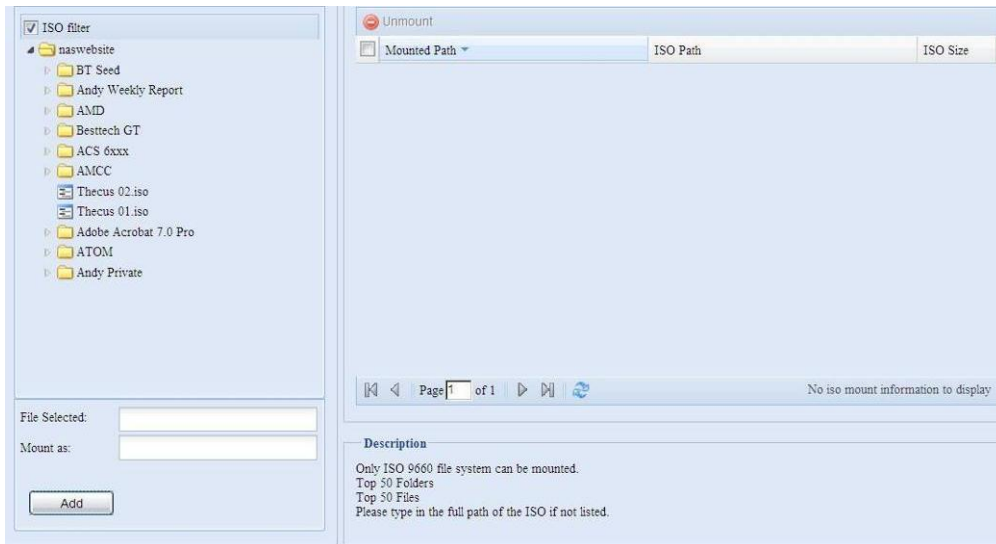 ISO filter
naswebsite
BT Seed
Andy Weekly Report
AMD
Besttech GT
ACS 6xxx
AMCC
Thecus 02.iso
Thecus 01.iso
Adobe Acrobat 7.0 Pro
ATOM
Andy Private
File Selected:
Mount as:
Add
Unmount
Mounted Path ISO Path ISO Size
Page 1 of 1 No iso mount information to display
Description
Only ISO 9660 file system can be mounted.
Top 50 Folders
Top 50 Files
Please type in the full path of the ISO if not listed.